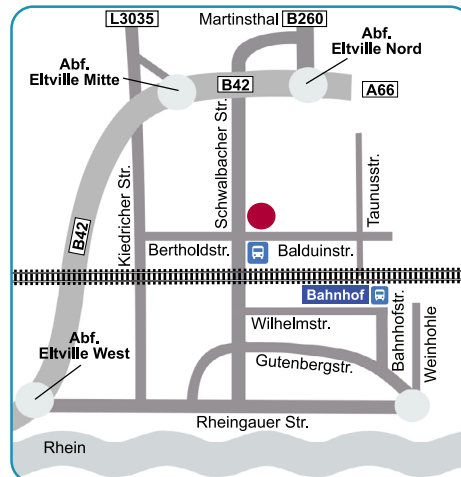 L3035
Martinsthal
B260
Abf.
Eltville Mitte
Abf.
Eltville Nord
B42
A66
Kiedricher Str.
Schwalbacher Str.
Taunusstr.
B42
Bertholdstr.
Balduinstr.
Bahnhof
Wilhelmstr.
Bahnhofstr.
Weinhohle
Abf.
Eltville West
Gutenbergstr.
Rheingauer Str.
Rhein